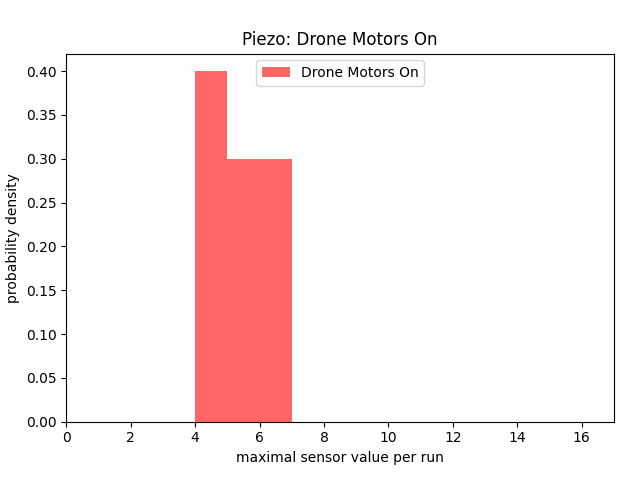 Piezo: Drone Motors On
Drone Motors On
probability density
0.40
0.35
0.30
0.25
0.20
0.15
0.10
0.05
0.00
0 2 4 6 8 10 12 14 16
maximal sensor value per run